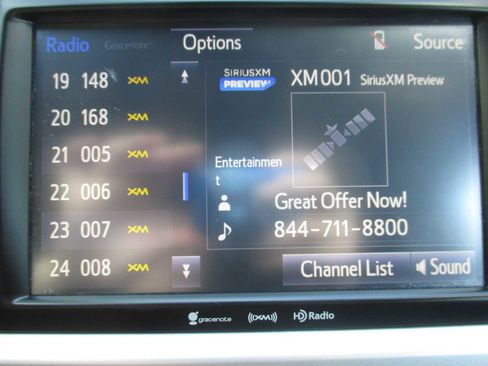 Radio Gracenote® Options Source
19 148 XM
20 168 XM
21 005 XM
22 006 XM
23 007 XM
24 008 XM
SIRIUSXM
PREVIEW
XM001 SiriusXM Preview
Entertainmen
t
Great Offer Now!
844-711-8800
Channel List Sound
gracenote ((XM)) HD Radio